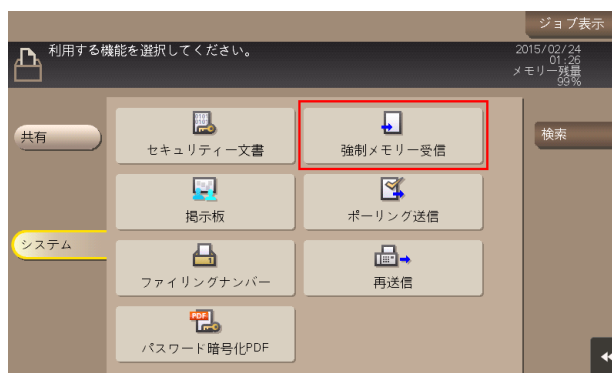 ジョブ表示
利用する機能を選択してください。
2015/02/24
01:26
メモリー残量
99%
共有
システム
セキュリティー文書
強制メモリー受信
掲示板
ポーリング送信
ファイリングナンバー
再送信
PDF
パスワード暗号化PDF
検索